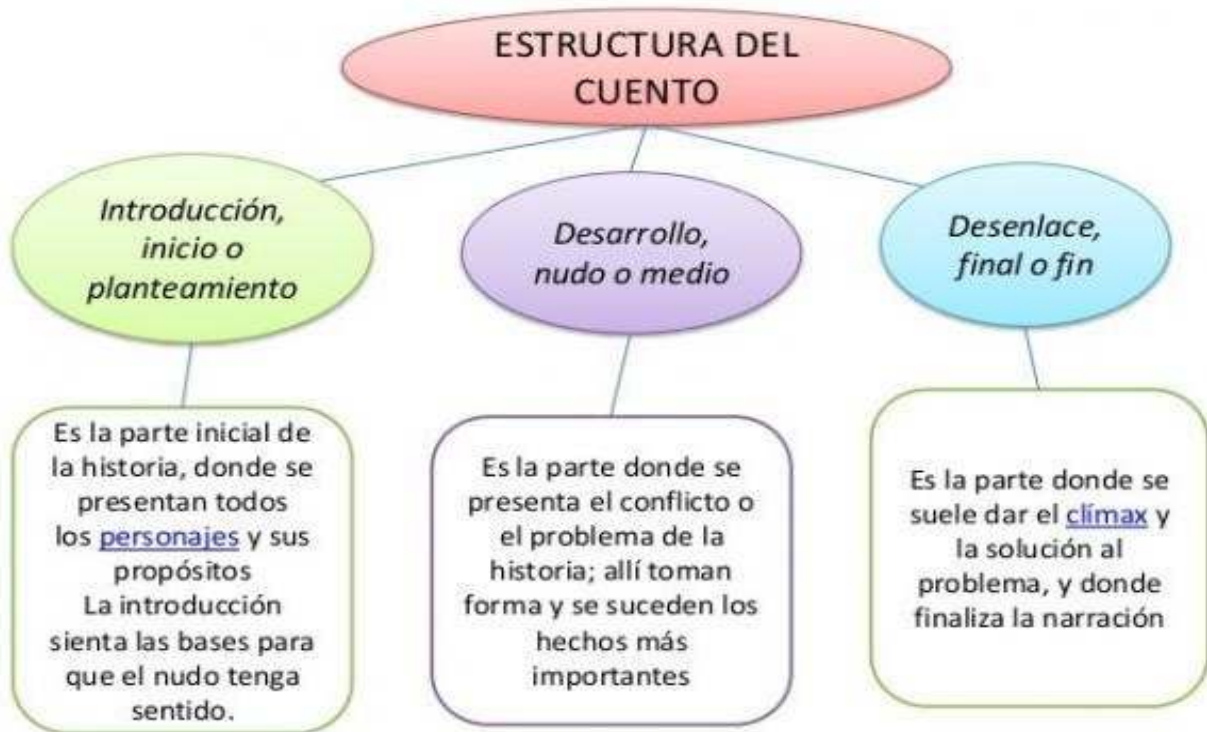 ESTRUCTURA DEL
CUENTO
Introducción,
inicio o
planteamiento
Desarrollo,
nudo o medio
Desenlace,
final o fin
Es la parte inicial de
la historia, donde se
presentan todos
los personajes y sus
propósitos
La introducción
sienta las bases para
que el nudo tenga
sentido.
Es la parte donde se
presenta el conflicto o
el problema de la
historia; allí toman
forma y se suceden los
hechos más
importantes
Es la parte donde se
suele dar el clímax y
la solución al
problema, y donde
finaliza la narración